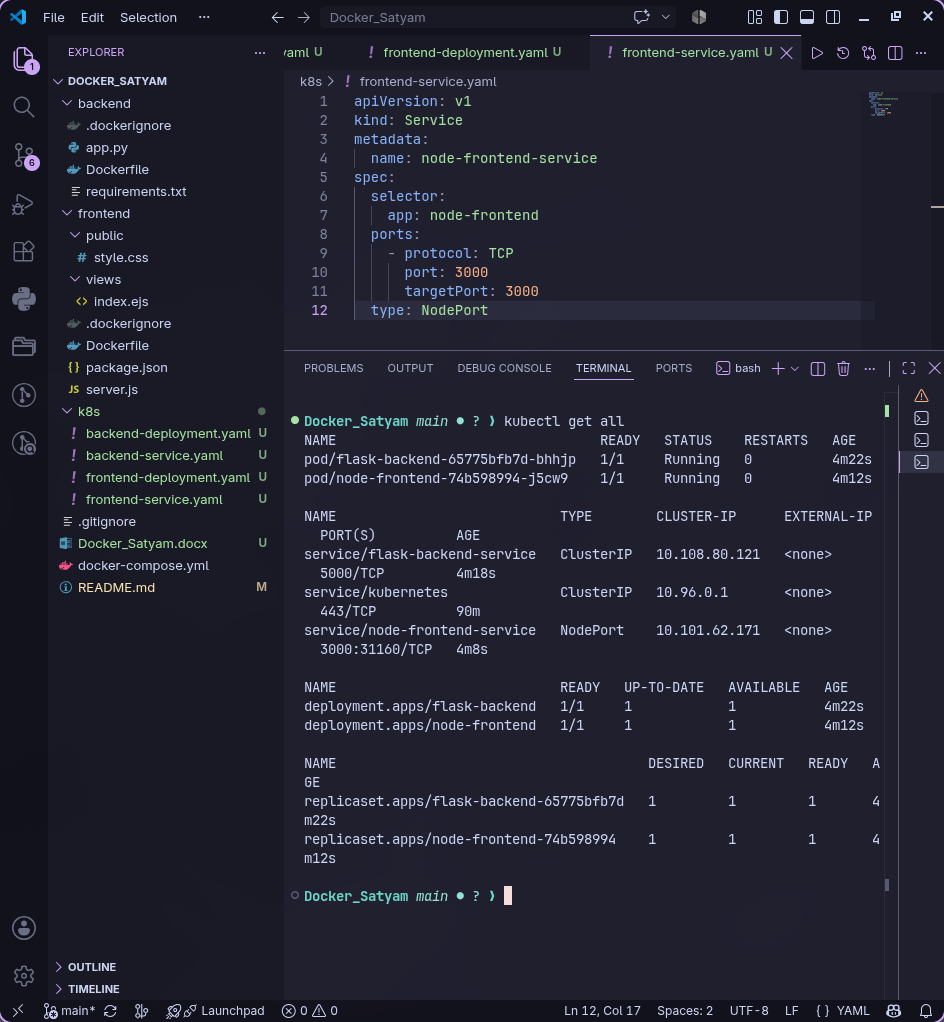 File Edit Selection ··· Docker_Satyam
EXPLORER ···
DOCKER_SATYAM
backend
.dockerignore
app.py
Dockerfile
requirements.txt
frontend
public
# style.css
views
<> index.ejs
.dockerignore
Dockerfile
{} package.json
JS server.js
k8s
! backend-deployment.yaml U
! backend-service.yaml U
! frontend-deployment.yaml U
! frontend-service.yaml U
.gitignore
Docker_Satyam.docx U
docker-compose.yml
README.md M
OUTLINE
TIMELINE
1
6
yaml U ! frontend-deployment.yaml U ! frontend-service.yaml U
k8s > ! frontend-service.yaml
1 apiVersion: v1
2 kind: Service
3 metadata:
4 name: node-frontend-service
5 spec:
6 selector:
7 app: node-frontend
8 ports:
9 - protocol: TCP
10 port: 3000
11 targetPort: 3000
12 type: NodePort
PROBLEMS OUTPUT DEBUG CONSOLE TERMINAL PORTS bash
Docker_Satyam main ● ? ❯ kubectl get all
NAME READY STATUS RESTARTS AGE
pod/flask-backend-65775bfb7d-bhhjp 1/1 Running 0 4m22s
pod/node-frontend-74b598994-j5cw9 1/1 Running 0 4m12s
NAME TYPE CLUSTER-IP EXTERNAL-IP
PORT(S) AGE
service/flask-backend-service ClusterIP 10.108.80.121 <none>
5000/TCP 4m18s
service/kubernetes ClusterIP 10.96.0.1 <none>
443/TCP 90m
service/node-frontend-service NodePort 10.101.62.171 <none>
3000:31160/TCP 4m8s
NAME READY UP-TO-DATE AVAILABLE AGE
deployment.apps/flask-backend 1/1 1 1 4m22s
deployment.apps/node-frontend 1/1 1 1 4m12s
NAME DESIRED CURRENT READY A
GE
replicaset.apps/flask-backend-65775bfb7d 1 1 1 4
m22s
replicaset.apps/node-frontend-74b598994 1 1 1 4
m12s
Docker_Satyam main ● ? ❯
main* Launchpad 0 0 Ln 12, Col 17 Spaces: 2 UTF-8 LF {} YAML